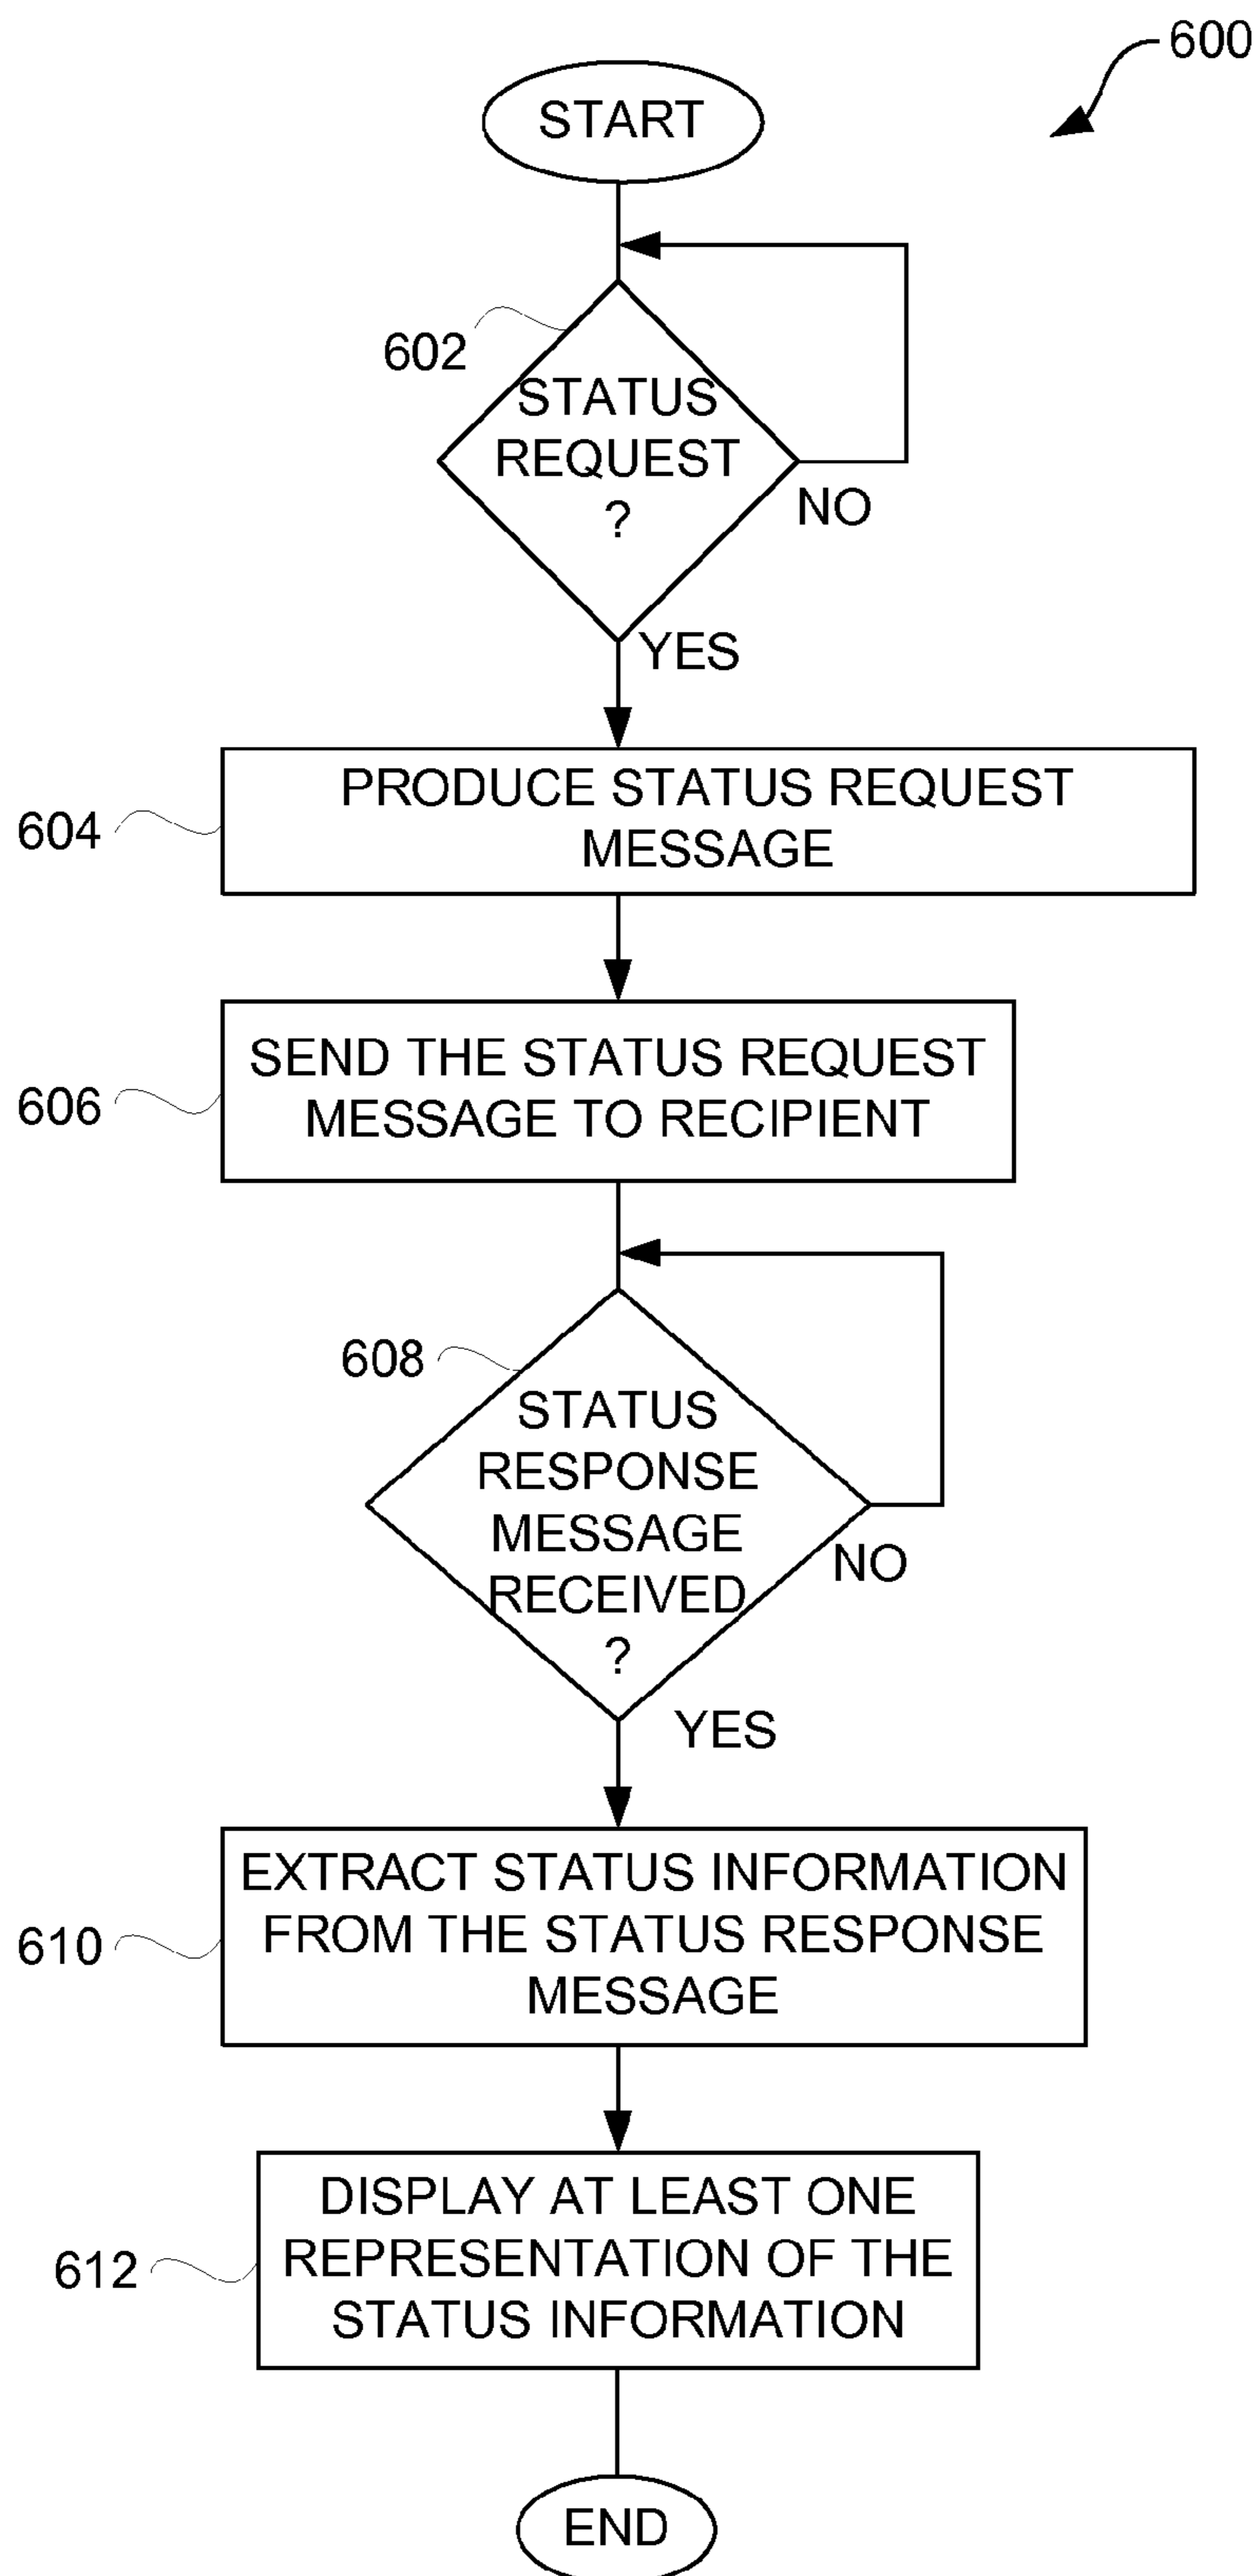 600
START
602
STATUS
REQUEST
?
NO
YES
604
PRODUCE STATUS REQUEST
MESSAGE
606
SEND THE STATUS REQUEST
MESSAGE TO RECIPIENT
608
STATUS
RESPONSE
MESSAGE
RECEIVED
?
NO
YES
610
EXTRACT STATUS INFORMATION
FROM THE STATUS RESPONSE
MESSAGE
612
DISPLAY AT LEAST ONE
REPRESENTATION OF THE
STATUS INFORMATION
END